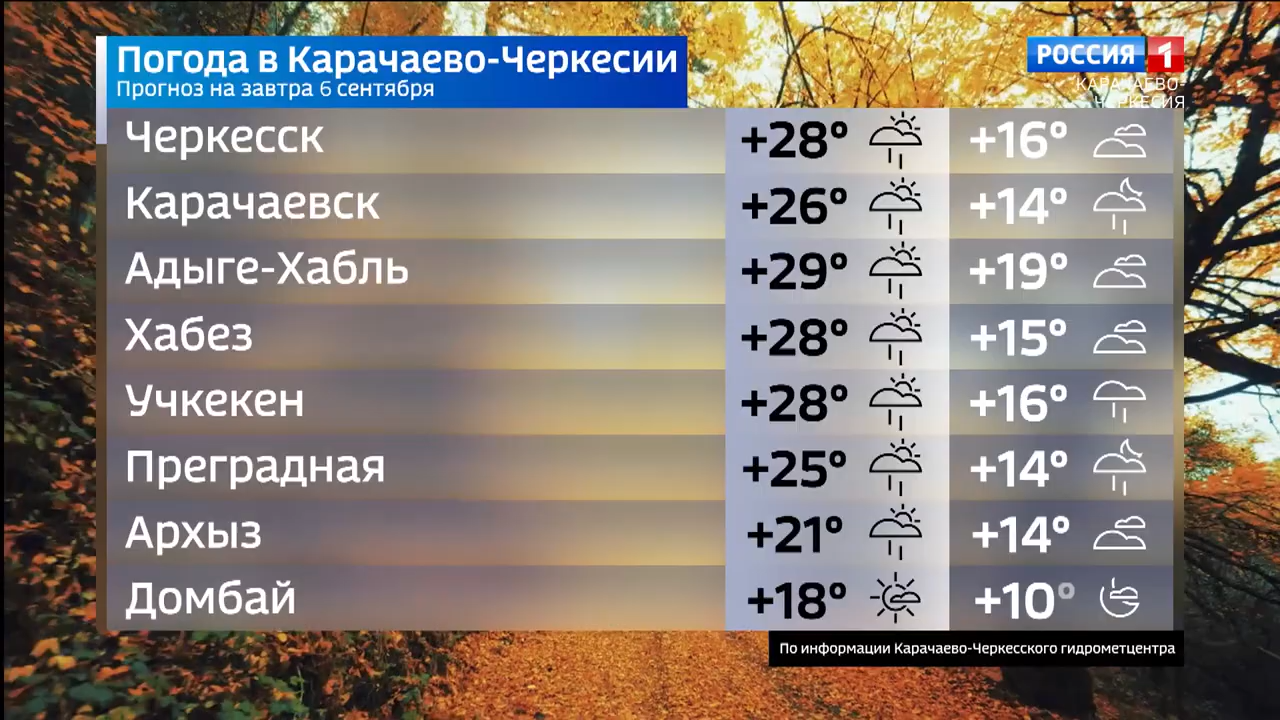 Погода в Карачаево-Черкесии
Прогноз на завтра 6 сентября
РОССИЯ 1
КАРАЧАЕВО-
ЧЕРКЕСИЯ
Черкесск +28° +16°
Карачаевск +26° +14°
Адыге-Хабль +29° +19°
Хабез +28° +15°
Учкекен +28° +16°
Преградная +25° +14°
Архыз +21° +14°
Домбай +18° +10°
По информации Карачаево-Черкесского гидрометцентра